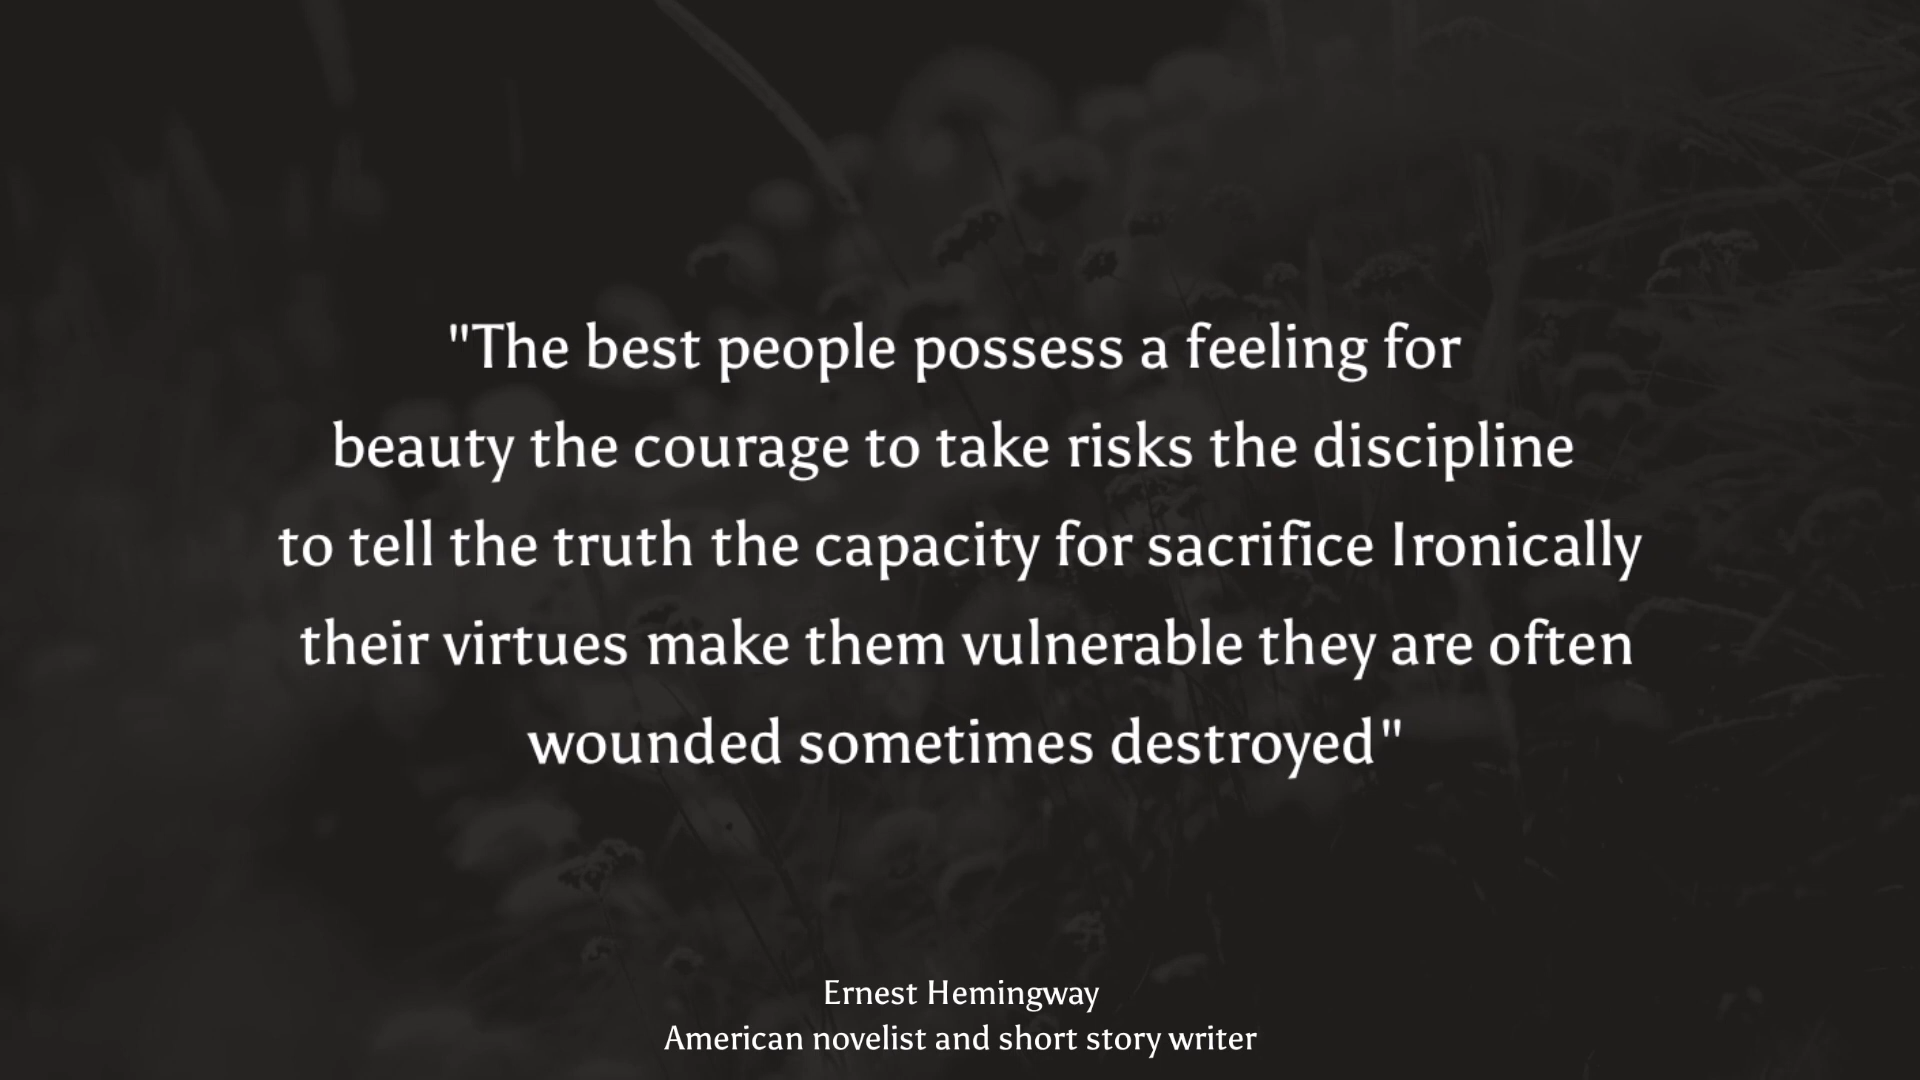 "The best people possess a feeling for
beauty the courage to take risks the discipline
to tell the truth the capacity for sacrifice Ironically
their virtues make them vulnerable they are often
wounded sometimes destroyed"
Ernest Hemingway
American novelist and short story writer